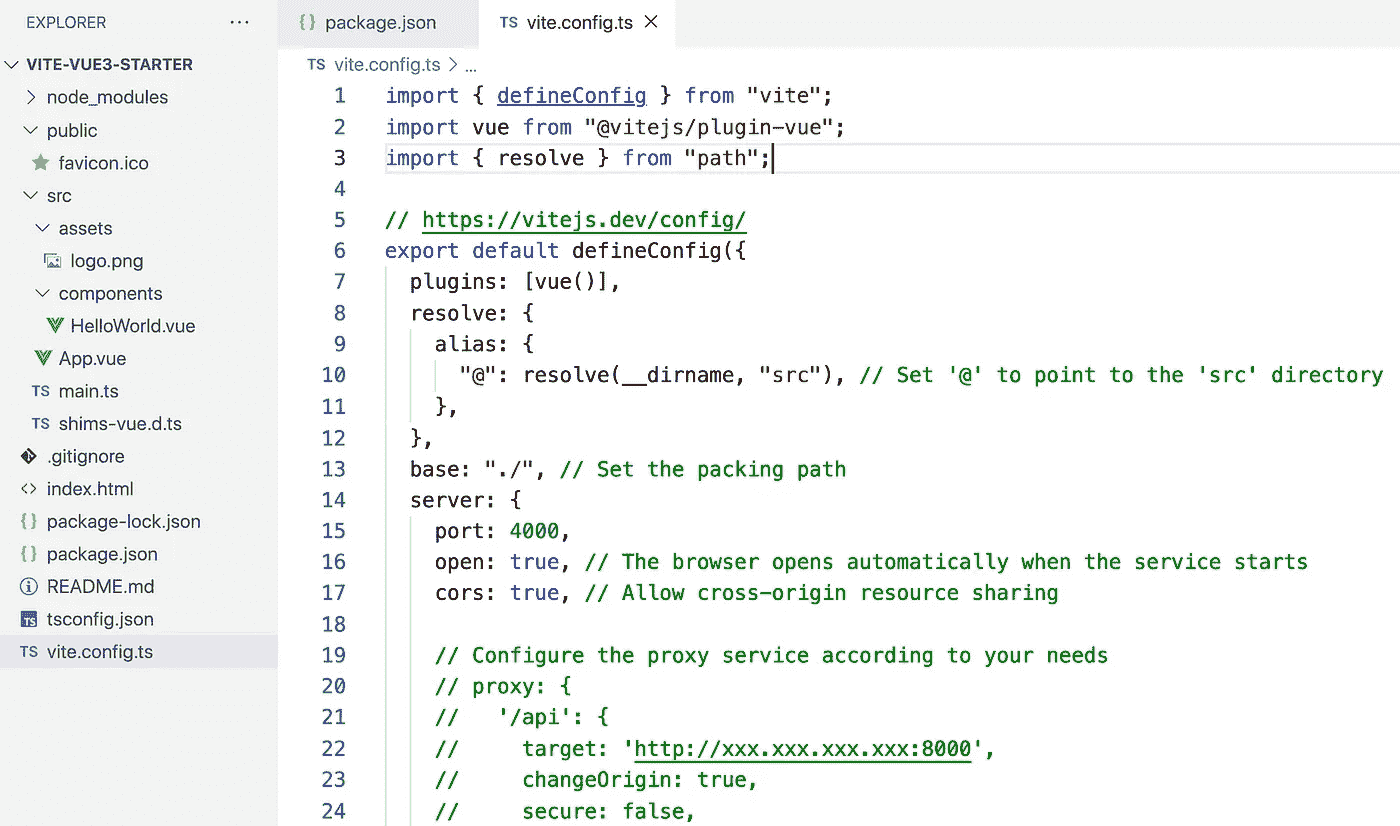 EXPLORER ...
VITE-VUE3-STARTER
node_modules
public
favicon.ico
src
assets
logo.png
components
HelloWorld.vue
App.vue
TS main.ts
TS shims-vue.d.ts
.gitignore
<> index.html
{} package-lock.json
{} package.json
README.md
TS tsconfig.json
TS vite.config.ts
{} package.json
TS vite.config.ts
TS vite.config.ts > ...
1 import { defineConfig } from "vite";
2 import vue from "@vitejs/plugin-vue";
3 import { resolve } from "path";
4
5 // https://vitejs.dev/config/
6 export default defineConfig({
7   plugins: [vue()],
8   resolve: {
9     alias: {
10       "@": resolve(__dirname, "src"), // Set '@' to point to the 'src' directory
11     },
12   },
13   base: "./", // Set the packing path
14   server: {
15     port: 4000,
16     open: true, // The browser opens automatically when the service starts
17     cors: true, // Allow cross-origin resource sharing
18
19     // Configure the proxy service according to your needs
20     // proxy: {
21     //   '/api': {
22     //     target: 'http://xxx.xxx.xxx.xxx:8000',
23     //     changeOrigin: true,
24     //     secure: false,